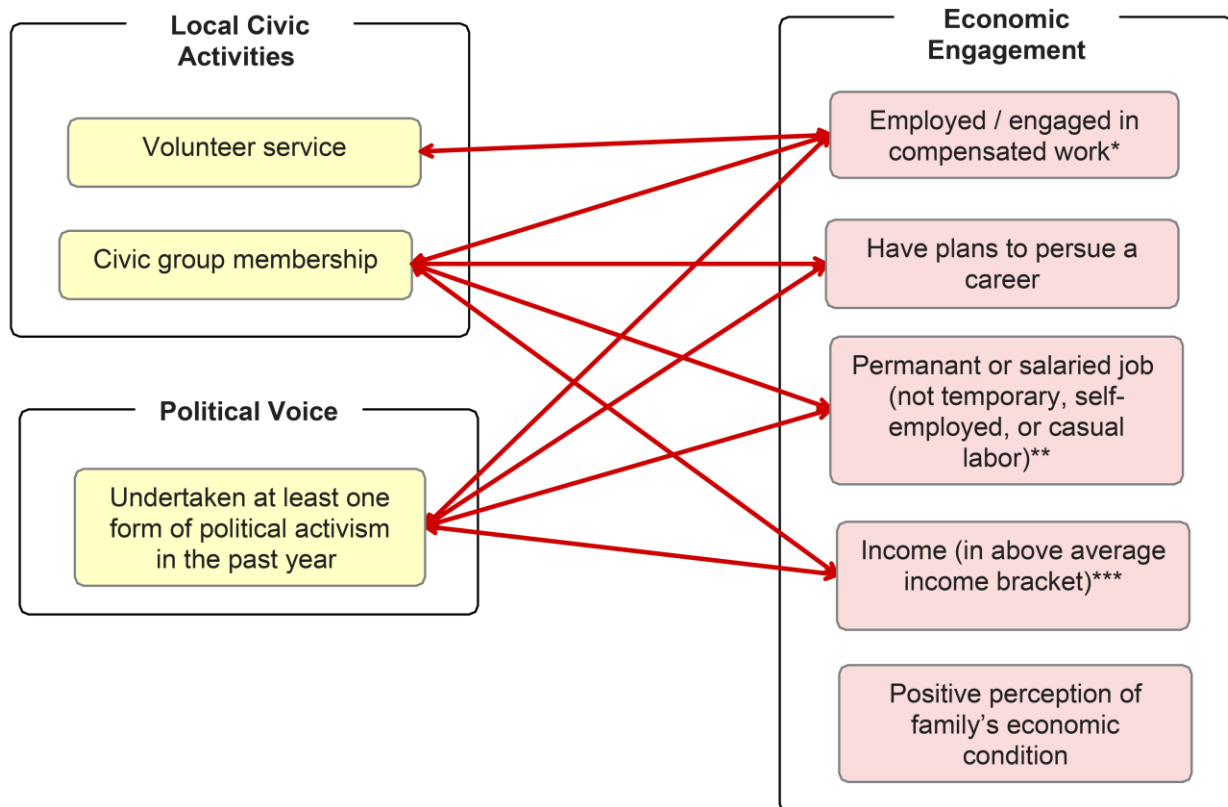 Local Civic
Activities
Volunteer service
Civic group membership
Political Voice
Undertaken at least one
form of political activism
in the past year
Economic
Engagement
Employed / engaged in
compensated work*
Have plans to persue a
career
Permanant or salaried job
(not temporary, self-
employed, or casual
labor)**
Income (in above average
income bracket)***
Positive perception of
family’s economic
condition